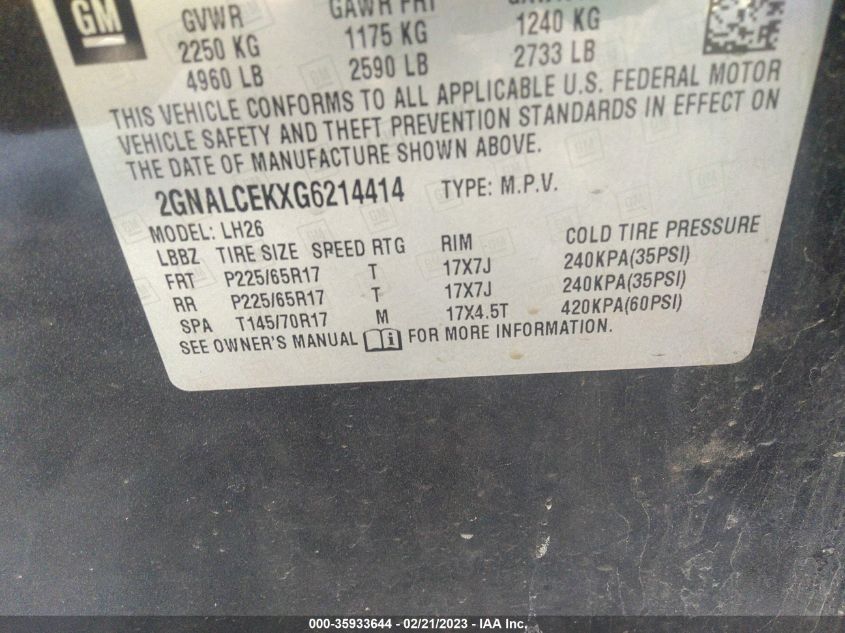 GM
GVWR GAWR FRT
2250 KG 1175 KG 1240 KG
4960 LB 2590 LB 2733 LB
THIS VEHICLE CONFORMS TO ALL APPLICABLE U.S. FEDERAL MOTOR
VEHICLE SAFETY AND THEFT PREVENTION STANDARDS IN EFFECT ON
THE DATE OF MANUFACTURE SHOWN ABOVE.
2GNALCEKXG6214414 TYPE: M.P.V.
MODEL: LH26
LBBZ TIRE SIZE SPEED RTG RIM COLD TIRE PRESSURE
FRT P225/65R17 T 17X7J 240KPA(35PSI)
RR P225/65R17 T 17X7J 240KPA(35PSI)
SPA T145/70R17 M 17X4.5T 420KPA(60PSI)
SEE OWNER'S MANUAL i FOR MORE INFORMATION.
000-35933644 / 02/21/2023 - IAA Inc.